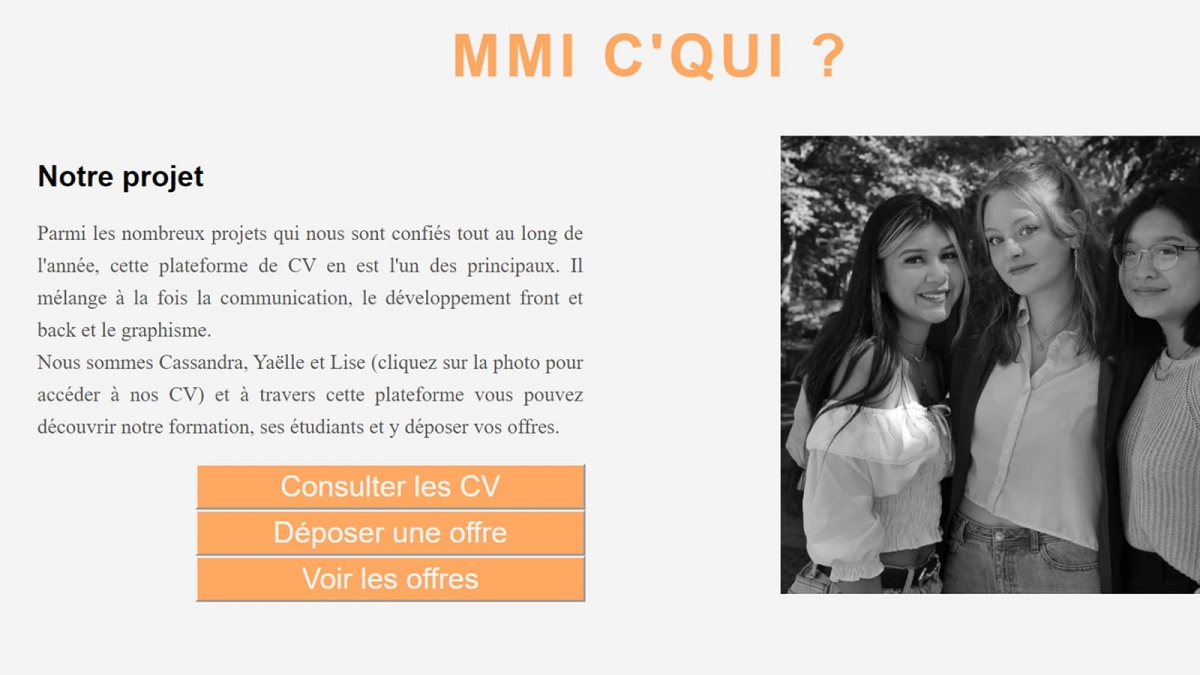 MMI C'QUI ?
Notre projet
Parmi les nombreux projets qui nous sont confiés tout au long de
l'année, cette plateforme de CV en est l'un des principaux. Il
mélange à la fois la communication, le développement front et
back et le graphisme.
Nous sommes Cassandra, Yaëlle et Lise (cliquez sur la photo pour
accéder à nos CV) et à travers cette plateforme vous pouvez
découvrir notre formation, ses étudiants et y déposer vos offres.
Consulter les CV
Déposer une offre
Voir les offres